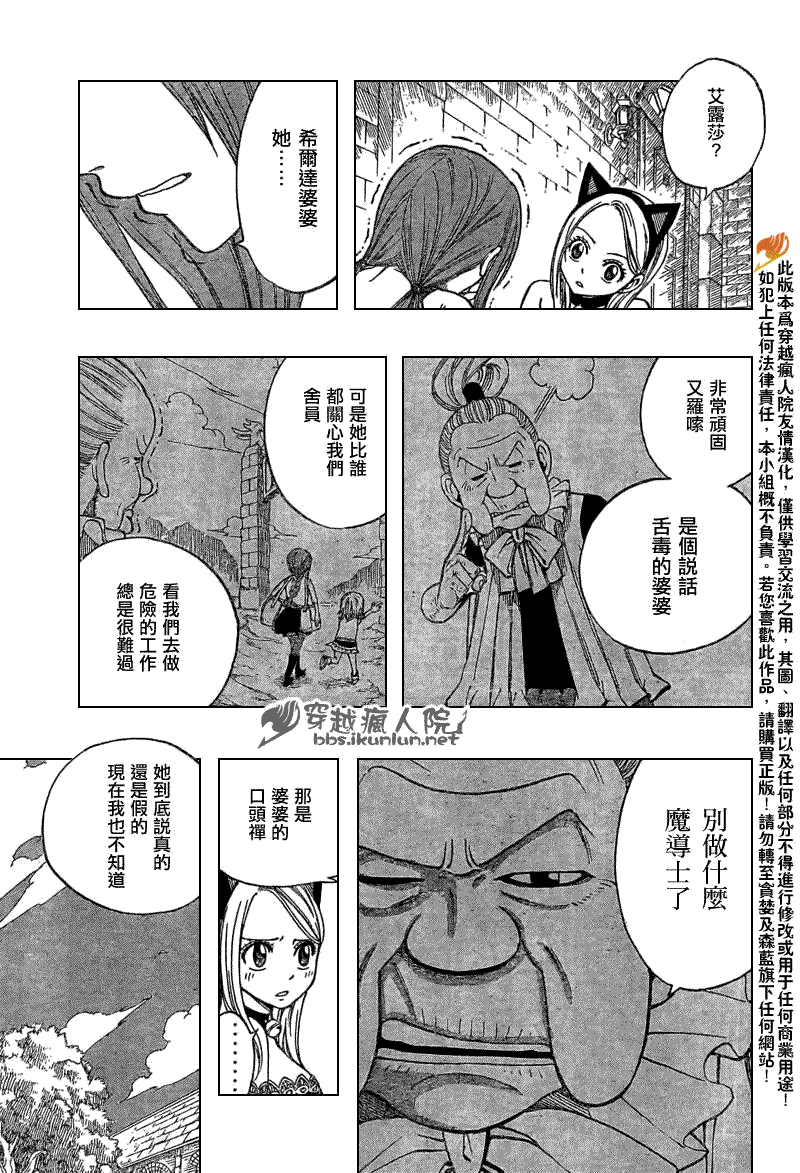 艾露莎？
希爾達婆婆
她……
非常頑固
又羅嗦
是個説話
舌毒的婆婆
可是她比誰
都關心我們
舍員
看我們去做
危險的工作
總是很難過
別做什麼
魔導士了
那是
婆婆的
口頭禪
……
她到底説真的
還是假的
現在我也不知道
穿越瘋人院
bbs.ikunlun.net
此版本爲穿越瘋人院友情漢化，僅供學習交流之用，其圖、翻譯以及任何部分不得進行修改或用于任何商業用途！
如犯上任何法律責任，本小組概不負責。若您喜歡此作品，請購買正版！請勿轉至貪婪及森藍旗下任何網站！